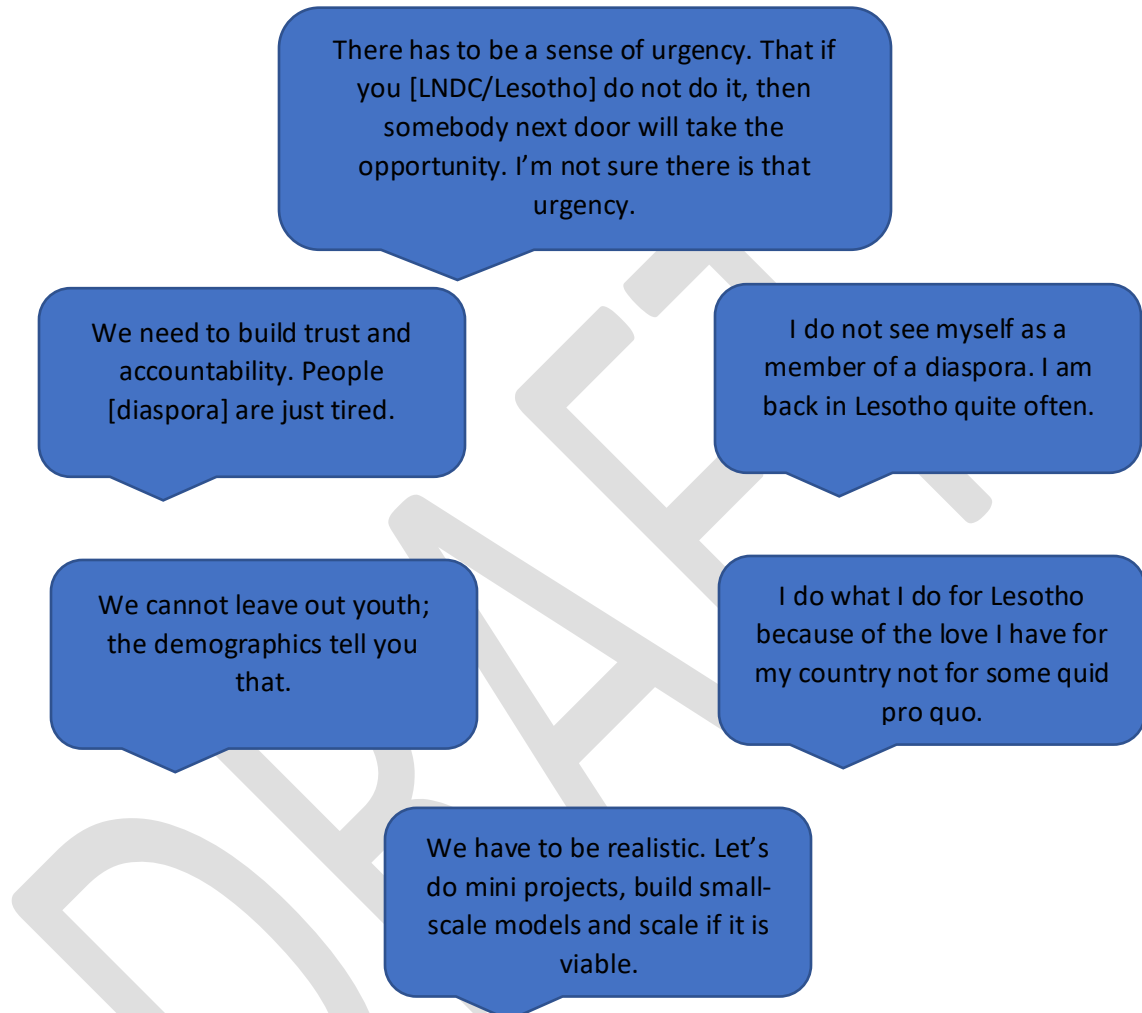 There has to be a sense of urgency. That if
you [LNDC/Lesotho] do not do it, then
somebody next door will take the
opportunity. I’m not sure there is that
urgency.
We need to build trust and
accountability. People
[diaspora] are just tired.
I do not see myself as a
member of a diaspora. I am
back in Lesotho quite often.
We cannot leave out youth;
the demographics tell you
that.
I do what I do for Lesotho
because of the love I have for
my country not for some quid
pro quo.
We have to be realistic. Let’s
do mini projects, build small-
scale models and scale if it is
viable.
DRAFT